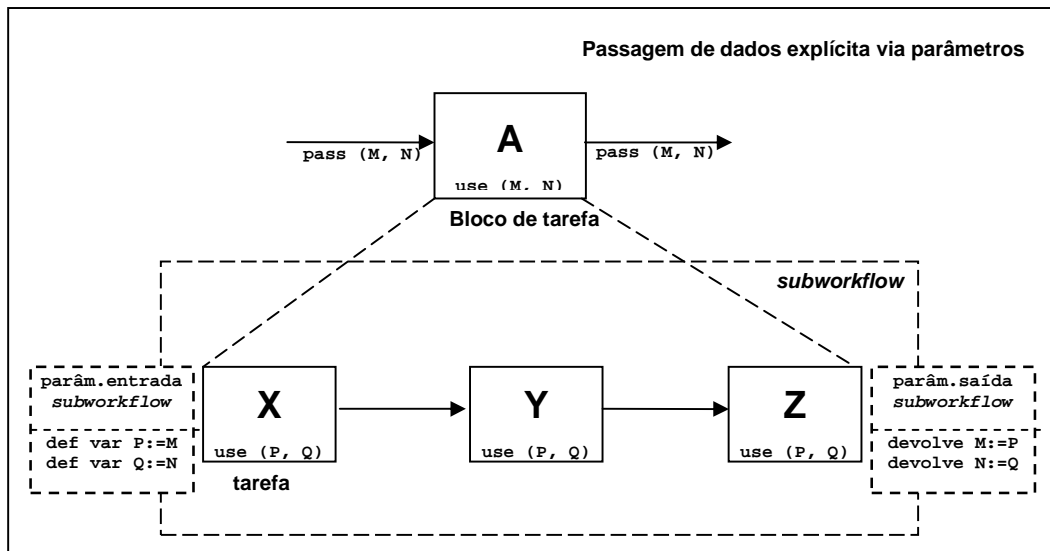 Passagem de dados explícita via parâmetros
A
pass (M, N)
pass (M, N)
use (M, N)
Bloco de tarefa
subworkflow
parâm.entrada
subworkflow
def var P:=M
def var Q:=N
X
use (P, Q)
tarefa
Y
use (P, Q)
Z
use (P, Q)
parâm.saída
subworkflow
devolve M:=P
devolve N:=Q